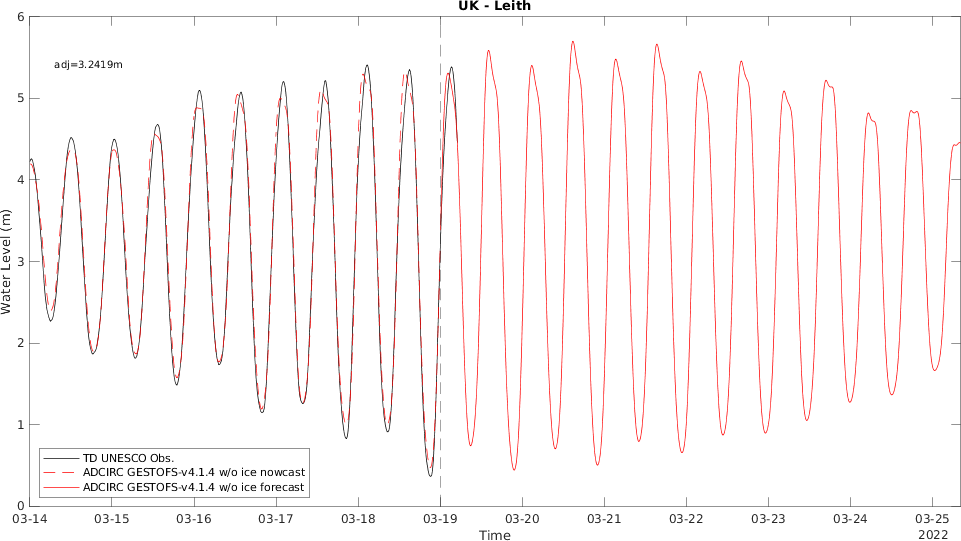 UK - Leith
6
adj=3.2419m
5
4
3
2
1
0
Water Level (m)
TD UNESCO Obs.
ADCIRC GESTOFS-v4.1.4 w/o ice nowcast
ADCIRC GESTOFS-v4.1.4 w/o ice forecast
03-14 03-15 03-16 03-17 03-18 03-19 03-20 03-21 03-22 03-23 03-24 03-25
Time 2022